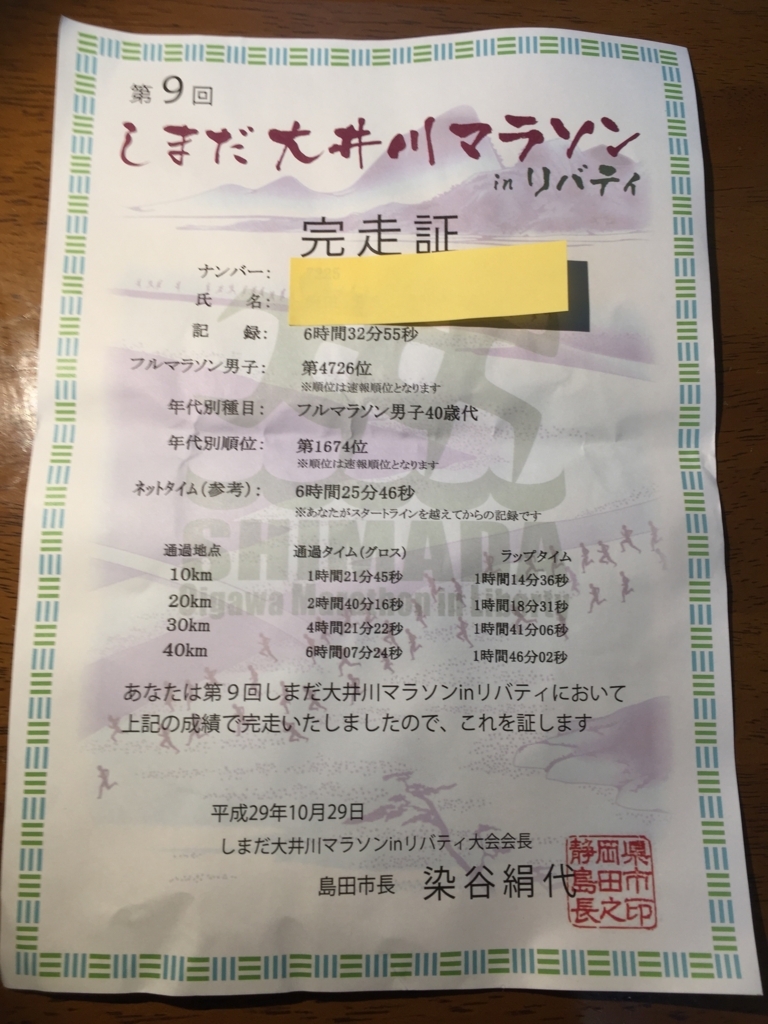 第9回
しまだ大井川マラソン
in リバティ
完走証
ナンバー:
氏 名:
記 録: 6時間32分55秒
フルマラソン男子: 第4726位
※順位は速報順位となります
年代別種目: フルマラソン男子40歳代
年代別順位: 第1674位
※順位は速報順位となります
ネットタイム(参考): 6時間25分46秒
※あなたがスタートラインを越えてからの記録です
通過地点 通過タイム(グロス) ラップタイム
10km 1時間21分45秒 1時間14分36秒
20km 2時間40分16秒 1時間18分31秒
30km 4時間21分22秒 1時間41分06秒
40km 6時間07分24秒 1時間46分02秒
SHIMADA
Oigawa Marathon in Liberty
あなたは第9回しまだ大井川マラソンinリバティにおいて
上記の成績で完走いたしましたので、これを証します
平成29年10月29日
しまだ大井川マラソンinリバティ大会会長
島田市長 染谷絹代
静岡県島田市長之印